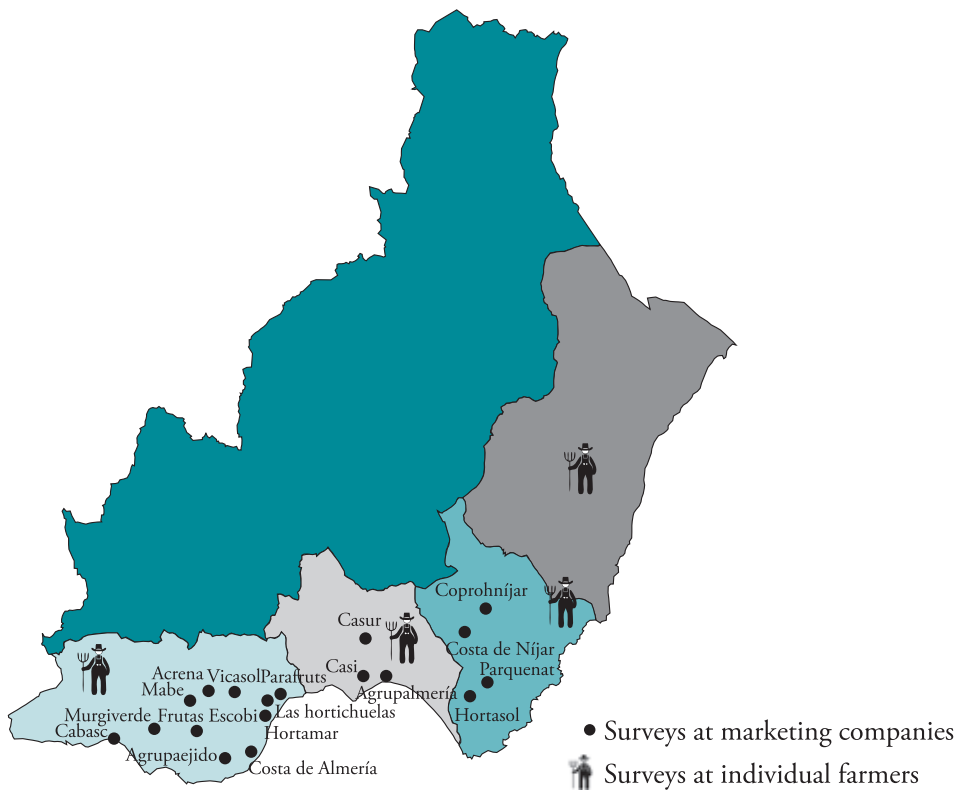 Coprohníjar
Casur
Costa de Níjar
Casi
Parquenat
Acrena
Vicasol
Parafruts
Mabe
Agrupalmería
Las hortichuelas
Murgiverde
Frutas Escobi
Hortasol
Cabasc
Hortamar
Agrupaejido
Costa de Almería
Surveys at marketing companies
Surveys at individual farmers